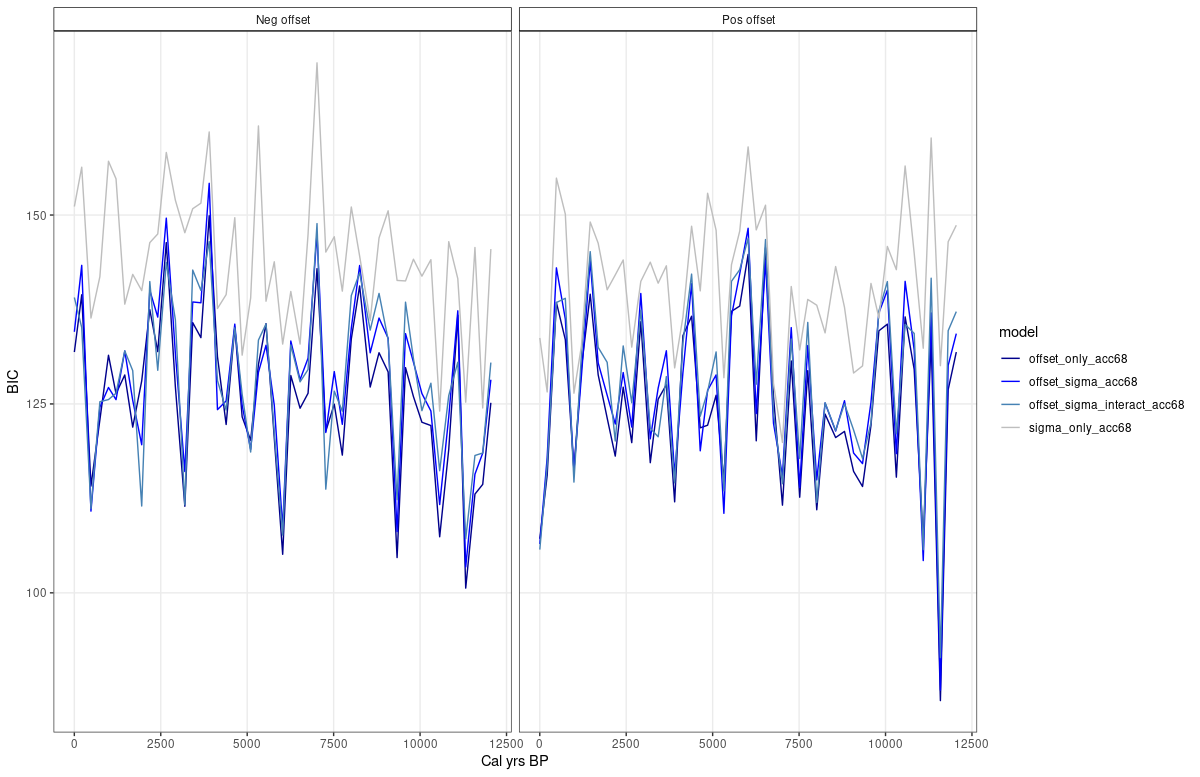 Neg offset
Pos offset
150
125
100
BIC
0
2500
5000
7500
10000
12500
0
2500
5000
7500
10000
12500
Cal yrs BP
model
offset_only_acc68
offset_sigma_acc68
offset_sigma_interact_acc68
sigma_only_acc68